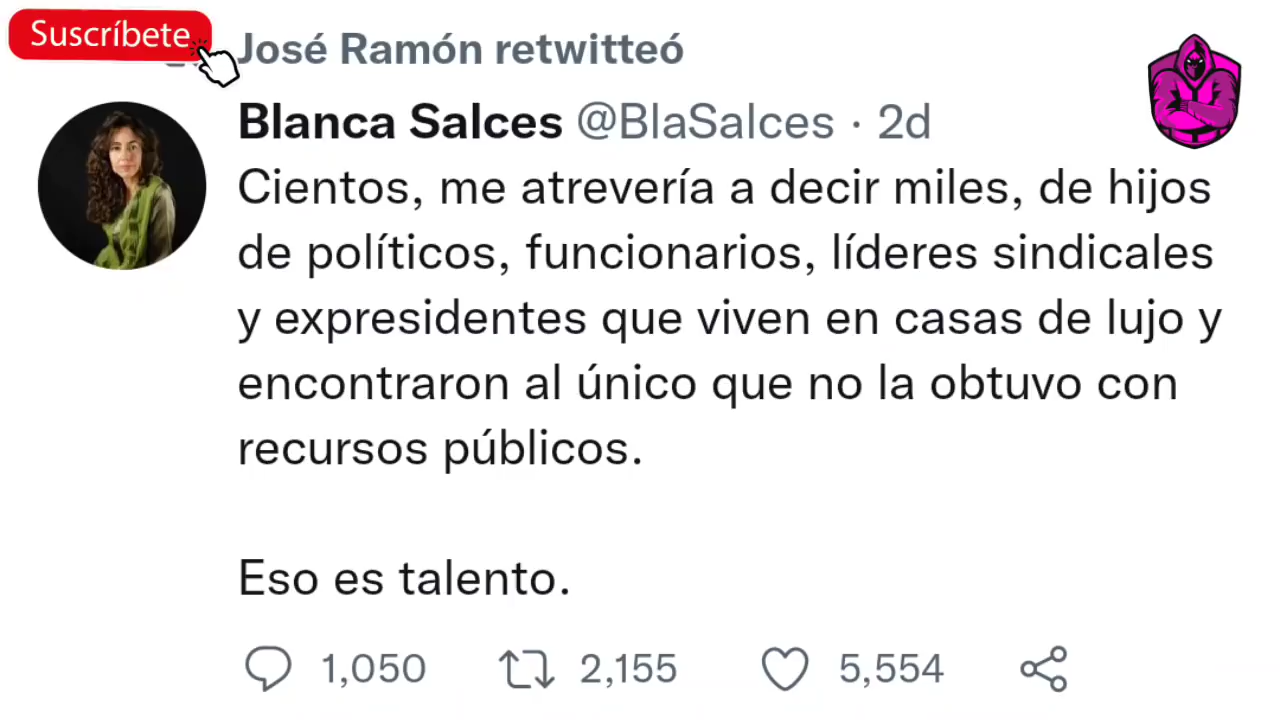 Suscríbete
José Ramón retwitteó
Blanca Salces @BlaSalces · 2d
Cientos, me atrevería a decir miles, de hijos
de políticos, funcionarios, líderes sindicales
y expresidentes que viven en casas de lujo y
encontraron al único que no la obtuvo con
recursos públicos.
Eso es talento.
1,050 2,155 5,554